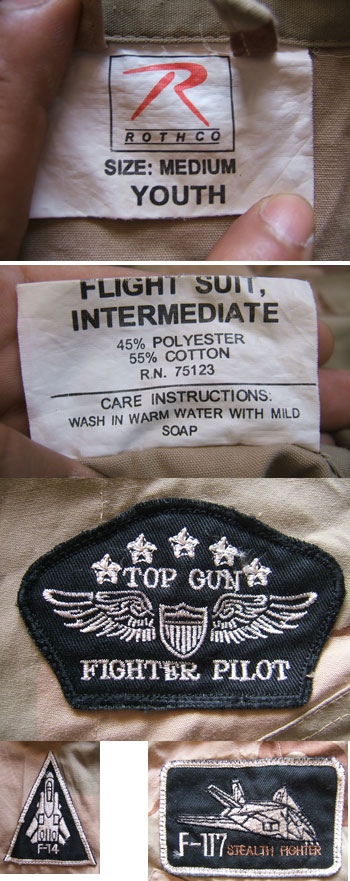 R
ROTHCO
SIZE: MEDIUM
YOUTH
FLIGHT SUIT,
INTERMEDIATE
45% POLYESTER
55% COTTON
R.N. 75123
CARE INSTRUCTIONS:
WASH IN WARM WATER WITH MILD
SOAP
TOP GUN
FIGHTER PILOT
F-14
F-117 STEALTH FIGHTER